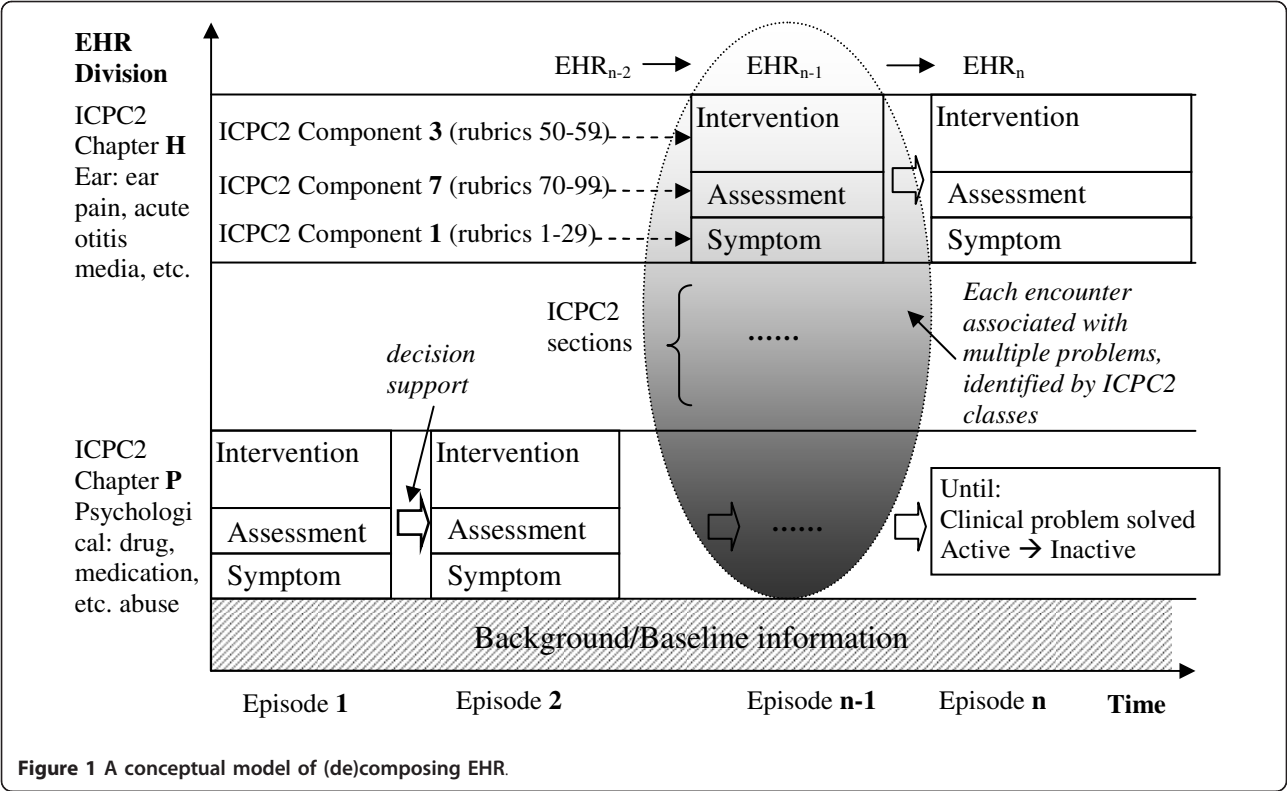 EHR
Division
EHRn-2
EHRn-1
EHRn
ICPC2
Chapter H
Ear: ear
pain, acute
otitis
media, etc.
ICPC2 Component 3 (rubrics 50-59)
ICPC2 Component 7 (rubrics 70-99)
ICPC2 Component 1 (rubrics 1-29)
Intervention
Assessment
Symptom
Intervention
Assessment
Symptom
ICPC2
sections
......
Each encounter
associated with
multiple problems,
identified by ICPC2
classes
decision
support
ICPC2
Chapter P
Psychologi
cal: drug,
medication,
etc. abuse
Intervention
Assessment
Symptom
Intervention
Assessment
Symptom
......
Until:
Clinical problem solved
Active → Inactive
Background/Baseline information
Episode 1
Episode 2
Episode n-1
Episode n
Time
Figure 1 A conceptual model of (de)composing EHR.